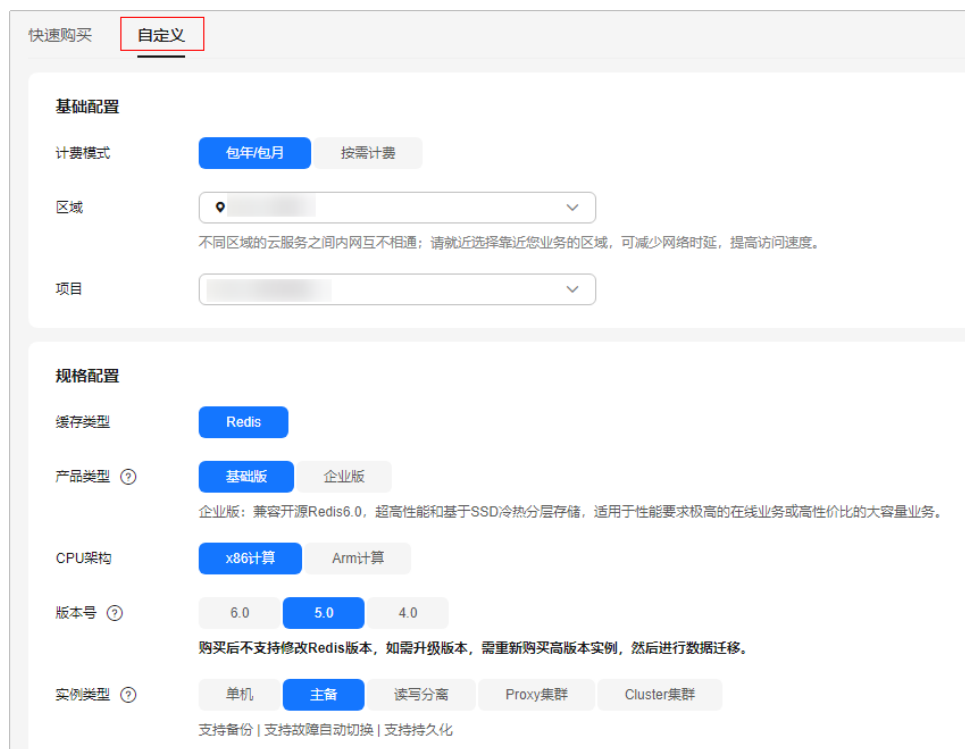 快速购买 自定义
基础配置
计费模式 包年/包月 按需计费
区域
不同区域的云服务之间内网互不相通；请就近选择靠近您业务的区域，可减少网络时延，提高访问速度。
项目
规格配置
缓存类型 Redis
产品类型 ? 基础版 企业版
企业版：兼容开源Redis6.0，超高性能和基于SSD冷热分层存储，适用于性能要求极高的在线业务或高性价比的大容量业务。
CPU架构 x86计算 Arm计算
版本号 ? 6.0 5.0 4.0
购买后不支持修改Redis版本，如需升级版本，需重新购买高版本实例，然后进行数据迁移。
实例类型 ? 单机 主备 读写分离 Proxy集群 Cluster集群
支持备份 | 支持故障自动切换 | 支持持久化